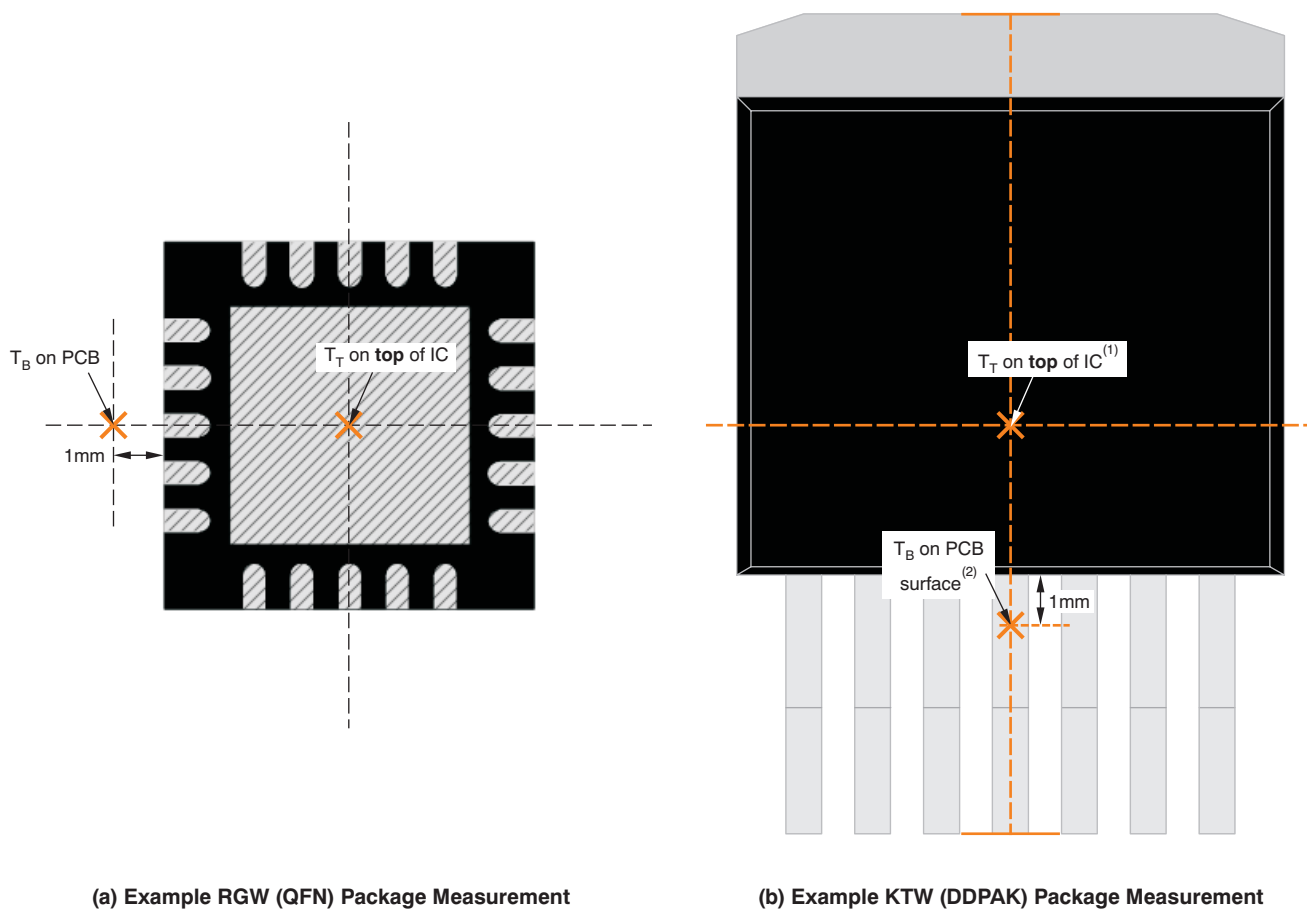 T_B on PCB
1mm
T_T on top of IC
(a) Example RGW (QFN) Package Measurement
T_T on top of IC(1)
T_B on PCB
surface(2)
1mm
(b) Example KTW (DDPAK) Package Measurement